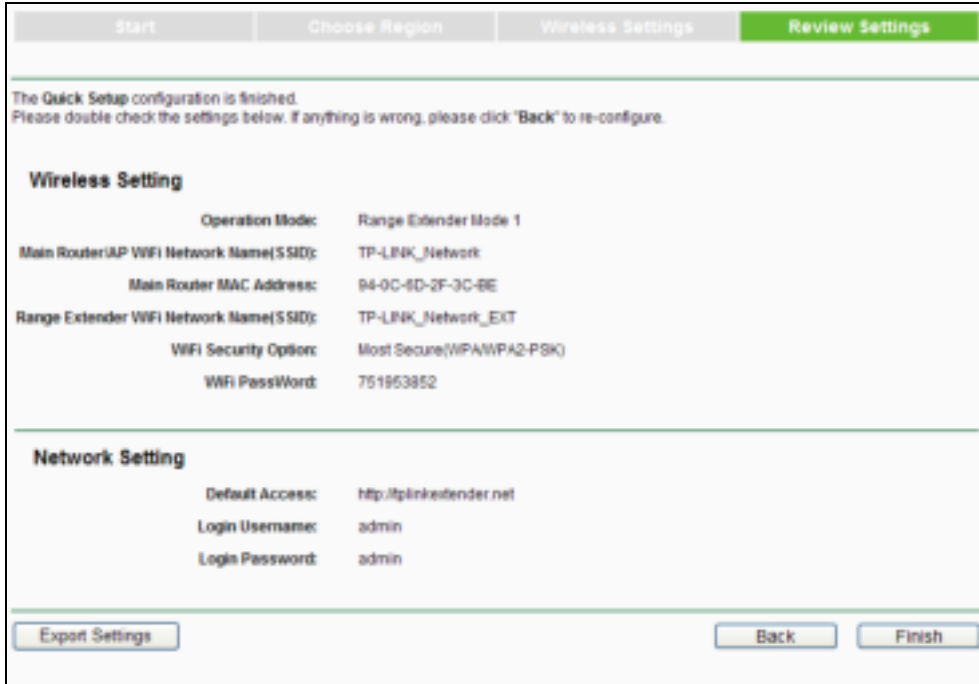 Start Choose Region Wireless Settings Review Settings
The Quick Setup configuration is finished.
Please double check the settings below. If anything is wrong, please click "Back" to re-configure.
Wireless Setting
Operation Mode: Range Extender Mode 1
Main Router/AP WiFi Network Name(SSID): TP-LINK_Network
Main Router MAC Address: 94-0C-6D-2F-3C-BE
Range Extender WiFi Network Name(SSID): TP-LINK_Network_EXT
WiFi Security Option: Most Secure(WPA/WPA2-PSK)
WiFi PassWord: 751953852
Network Setting
Default Access: http://tplinkextender.net
Login Username: admin
Login Password: admin
Export Settings Back Finish